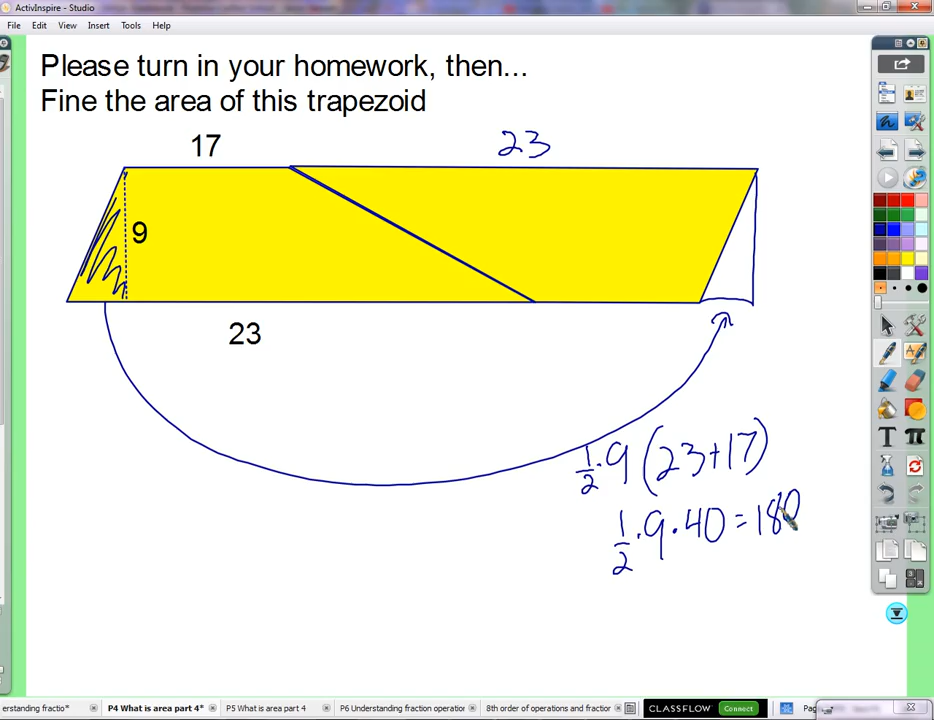 ActivInspire - Studio
File Edit View Insert Tools Help
Please turn in your homework, then...
Fine the area of this trapezoid
17 23
9
23
1/2 · 9 (23+17)
1/2 · 9 · 40 = 180
erstanding fractio* P4 What is area part 4* P5 What is area part 4 P6 Understanding fraction operation 8th order of operations and fraction CLASSFLOW Connect